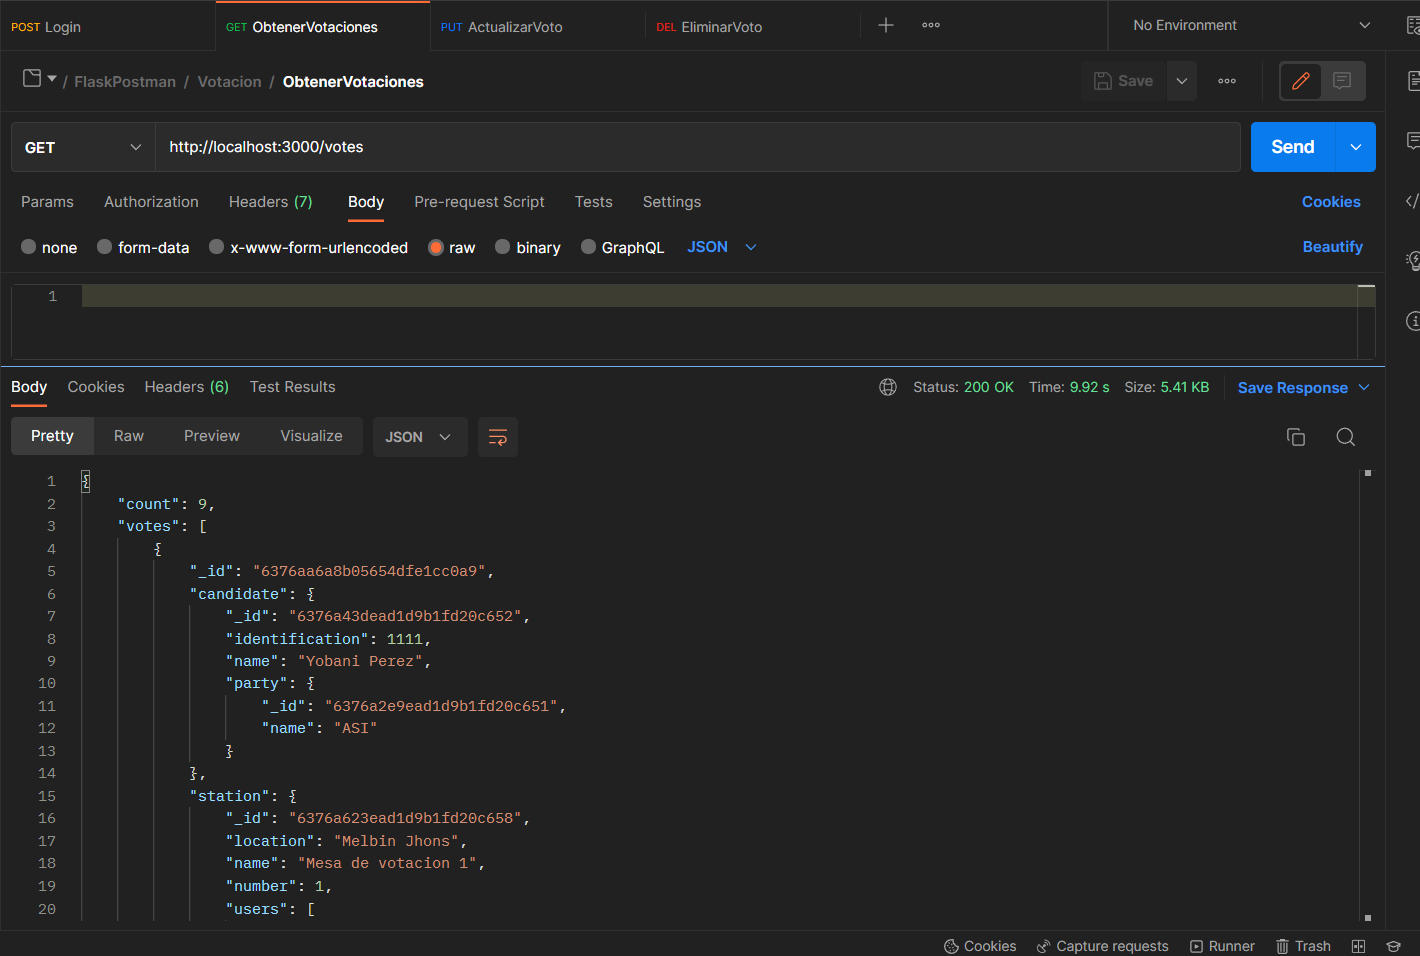 POST Login GET ObtenerVotaciones PUT ActualizarVoto DEL EliminarVoto No Environment
/ FlaskPostman / Votacion / ObtenerVotaciones Save
GET http://localhost:3000/votes Send
Params Authorization Headers (7) Body Pre-request Script Tests Settings Cookies
none form-data x-www-form-urlencoded raw binary GraphQL JSON Beautify
1
Body Cookies Headers (6) Test Results Status: 200 OK Time: 9.92 s Size: 5.41 KB Save Response
Pretty Raw Preview Visualize JSON
1 {
2 "count": 9,
3 "votes": [
4 {
5 "_id": "6376aa6a8b05654dfe1cc0a9",
6 "candidate": {
7 "_id": "6376a43dead1d9b1fd20c652",
8 "identification": 1111,
9 "name": "Yobani Perez",
10 "party": {
11 "_id": "6376a2e9ead1d9b1fd20c651",
12 "name": "ASI"
13 }
14 },
15 "station": {
16 "_id": "6376a623ead1d9b1fd20c658",
17 "location": "Melbin Jhons",
18 "name": "Mesa de votacion 1",
19 "number": 1,
20 "users": [
Cookies Capture requests Runner Trash